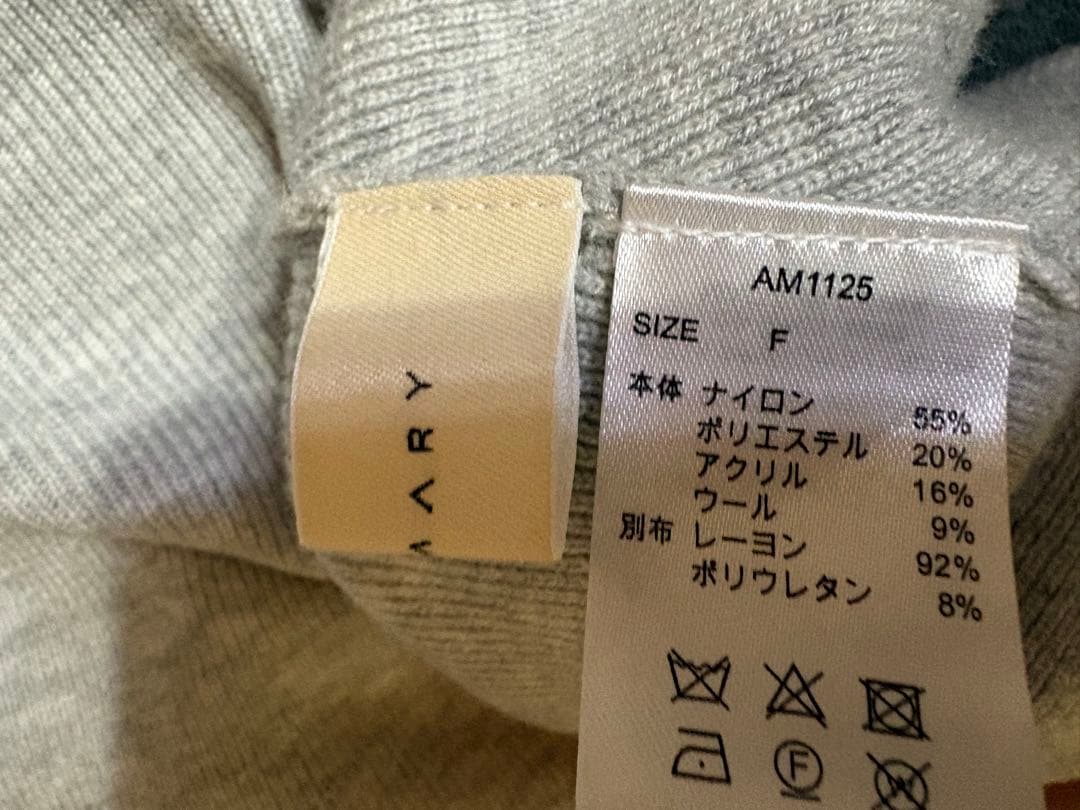 ARY
AM1125
SIZE F
本体 ナイロン 55%
ポリエステル 20%
アクリル 16%
ウール 9%
別布 レーヨン 92%
ポリウレタン 8%
F
W